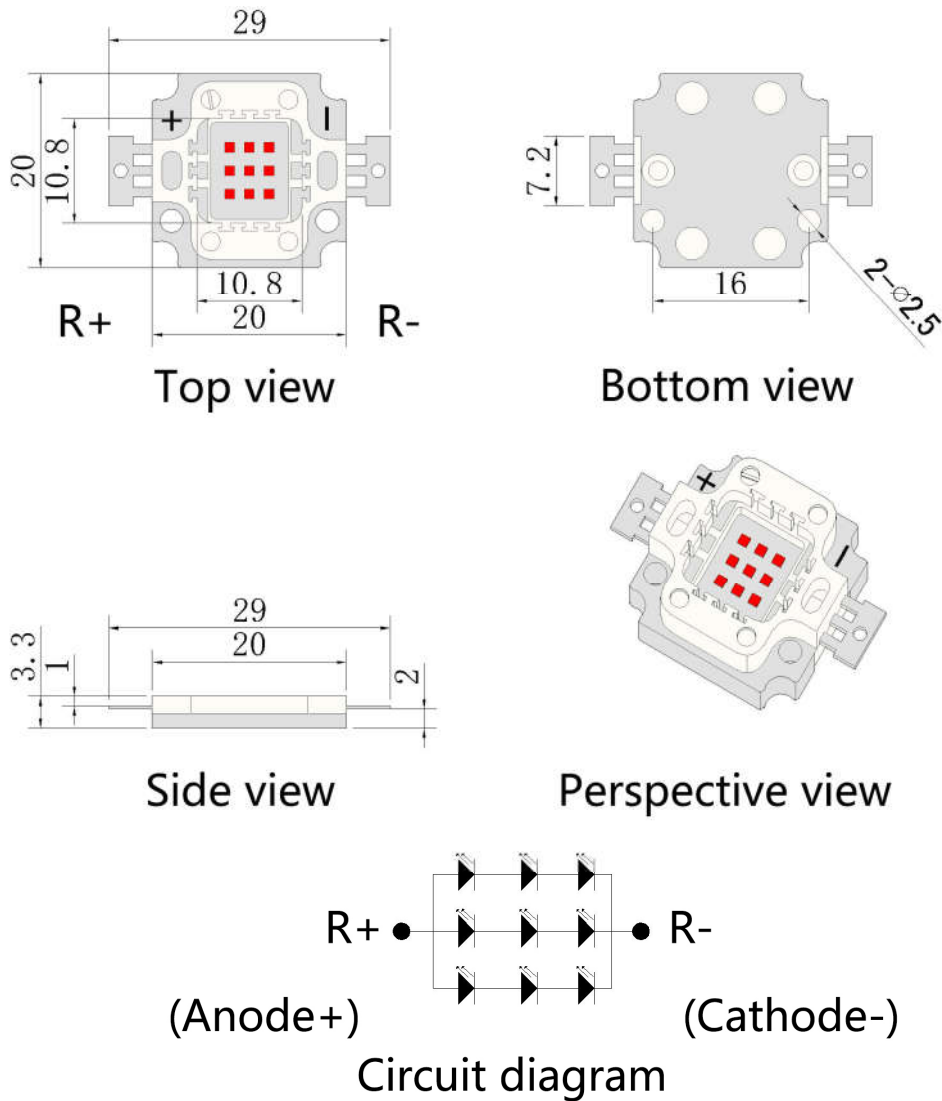 29
+
-
20
10.8
10.8
20
R+
R-
Top view
7.2
16
2-⌀2.5
Bottom view
29
20
3.3
1
2
Side view
+
-
Perspective view
R+
R-
(Anode+)
(Cathode-)
Circuit diagram